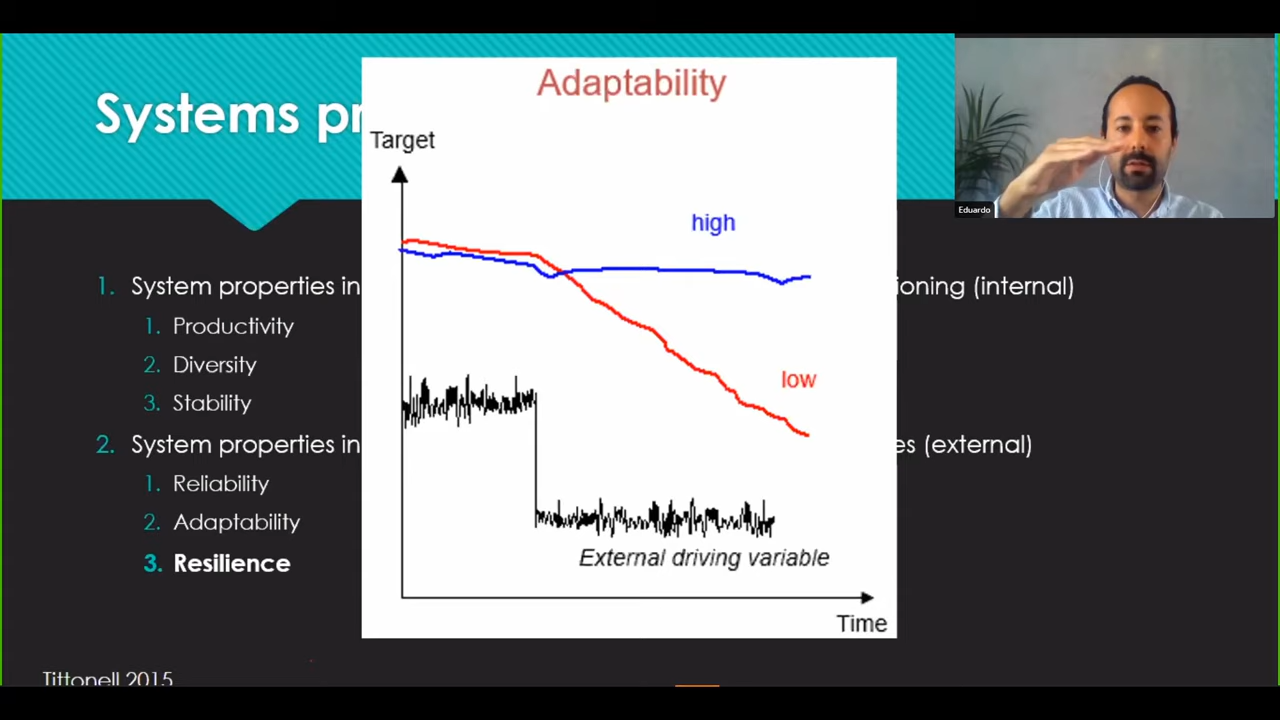 Systems pr
Adaptability
Target
high
low
External driving variable
Time
1. System properties in
ioning (internal)
1. Productivity
2. Diversity
3. Stability
2. System properties in
es (external)
1. Reliability
2. Adaptability
3. Resilience
Tittonell 2015
Eduardo